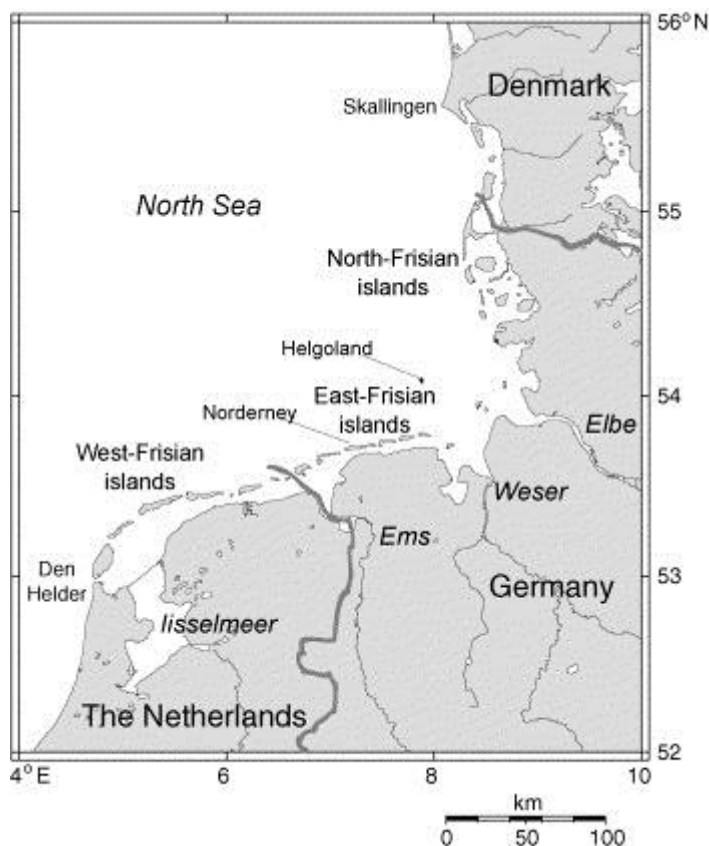 56° N
Denmark
Skallingen
55
North Sea
North-Frisian
islands
Helgoland
54
East-Frisian
islands
Norderney
Elbe
West-Frisian
islands
Weser
Ems
Den
Helder
53
Germany
Iisselmeer
The Netherlands
52
4° E
6
8
10
km
0
50
100